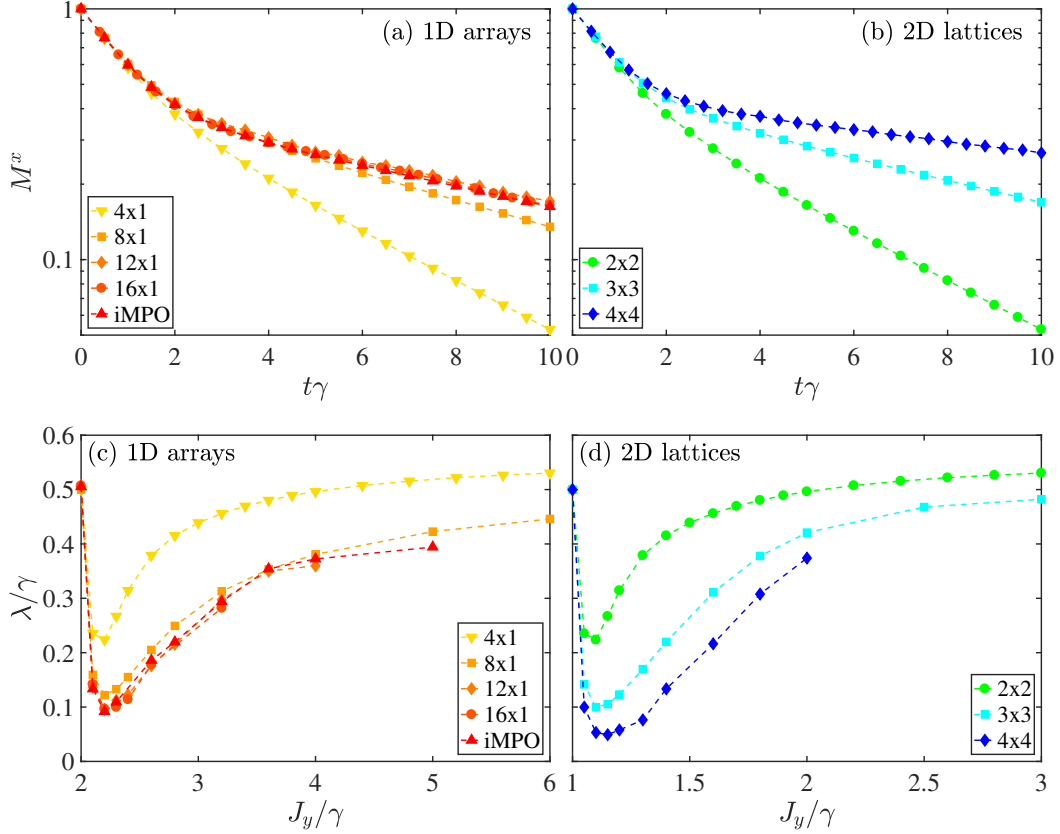 (a) 1D arrays
1
0.1
M^x
4x1
8x1
12x1
16x1
iMPO
0 2 4 6 8 10
tγ
(b) 2D lattices
2x2
3x3
4x4
0 2 4 6 8 10
tγ
(c) 1D arrays
0.6
0.5
0.4
0.3
0.2
0.1
0
λ/γ
4x1
8x1
12x1
16x1
iMPO
2 3 4 5 6
J_y/γ
(d) 2D lattices
2x2
3x3
4x4
1 1.5 2 2.5 3
J_y/γ